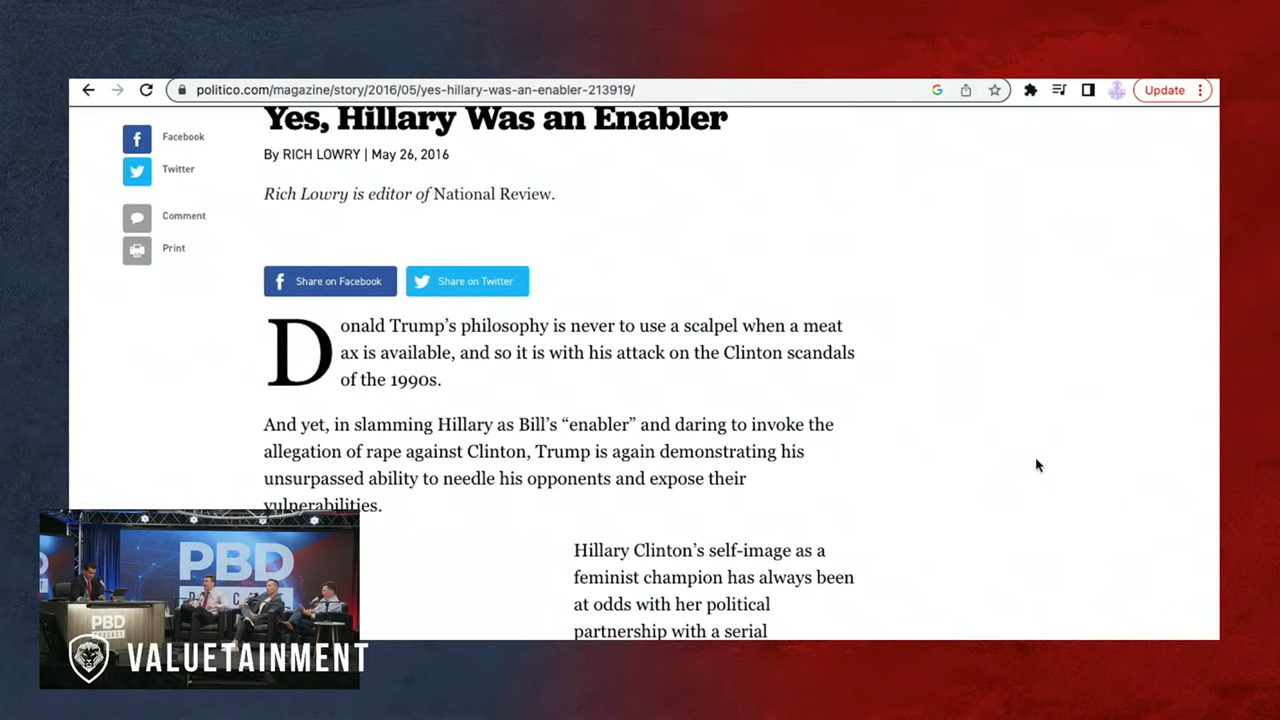 politico.com/magazine/story/2016/05/yes-hillary-was-an-enabler-213919/
Update
Yes, Hillary Was an Enabler
Facebook
By RICH LOWRY | May 26, 2016
Twitter
Rich Lowry is editor of National Review.
Comment
Print
Share on Facebook
Share on Twitter
Donald Trump's philosophy is never to use a scalpel when a meat
ax is available, and so it is with his attack on the Clinton scandals
of the 1990s.
And yet, in slamming Hillary as Bill's “enabler” and daring to invoke the
allegation of rape against Clinton, Trump is again demonstrating his
unsurpassed ability to needle his opponents and expose their
vulnerabilities.
Hillary Clinton's self-image as a
feminist champion has always been
at odds with her political
partnership with a serial
PBD
PBD
PODCAST
VALUETAINMENT